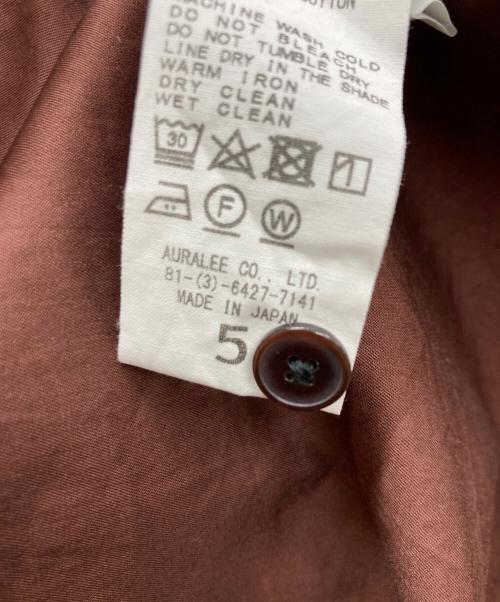 COTTON
MACHINE WASH COLD
DO NOT BLEACH
DO NOT TUMBLE DRY
LINE DRY IN THE SHADE
WARM IRON
DRY CLEAN
WET CLEAN
30
F W
AURALEE CO., LTD.
81-(3)-6427-7141
MADE IN JAPAN
5